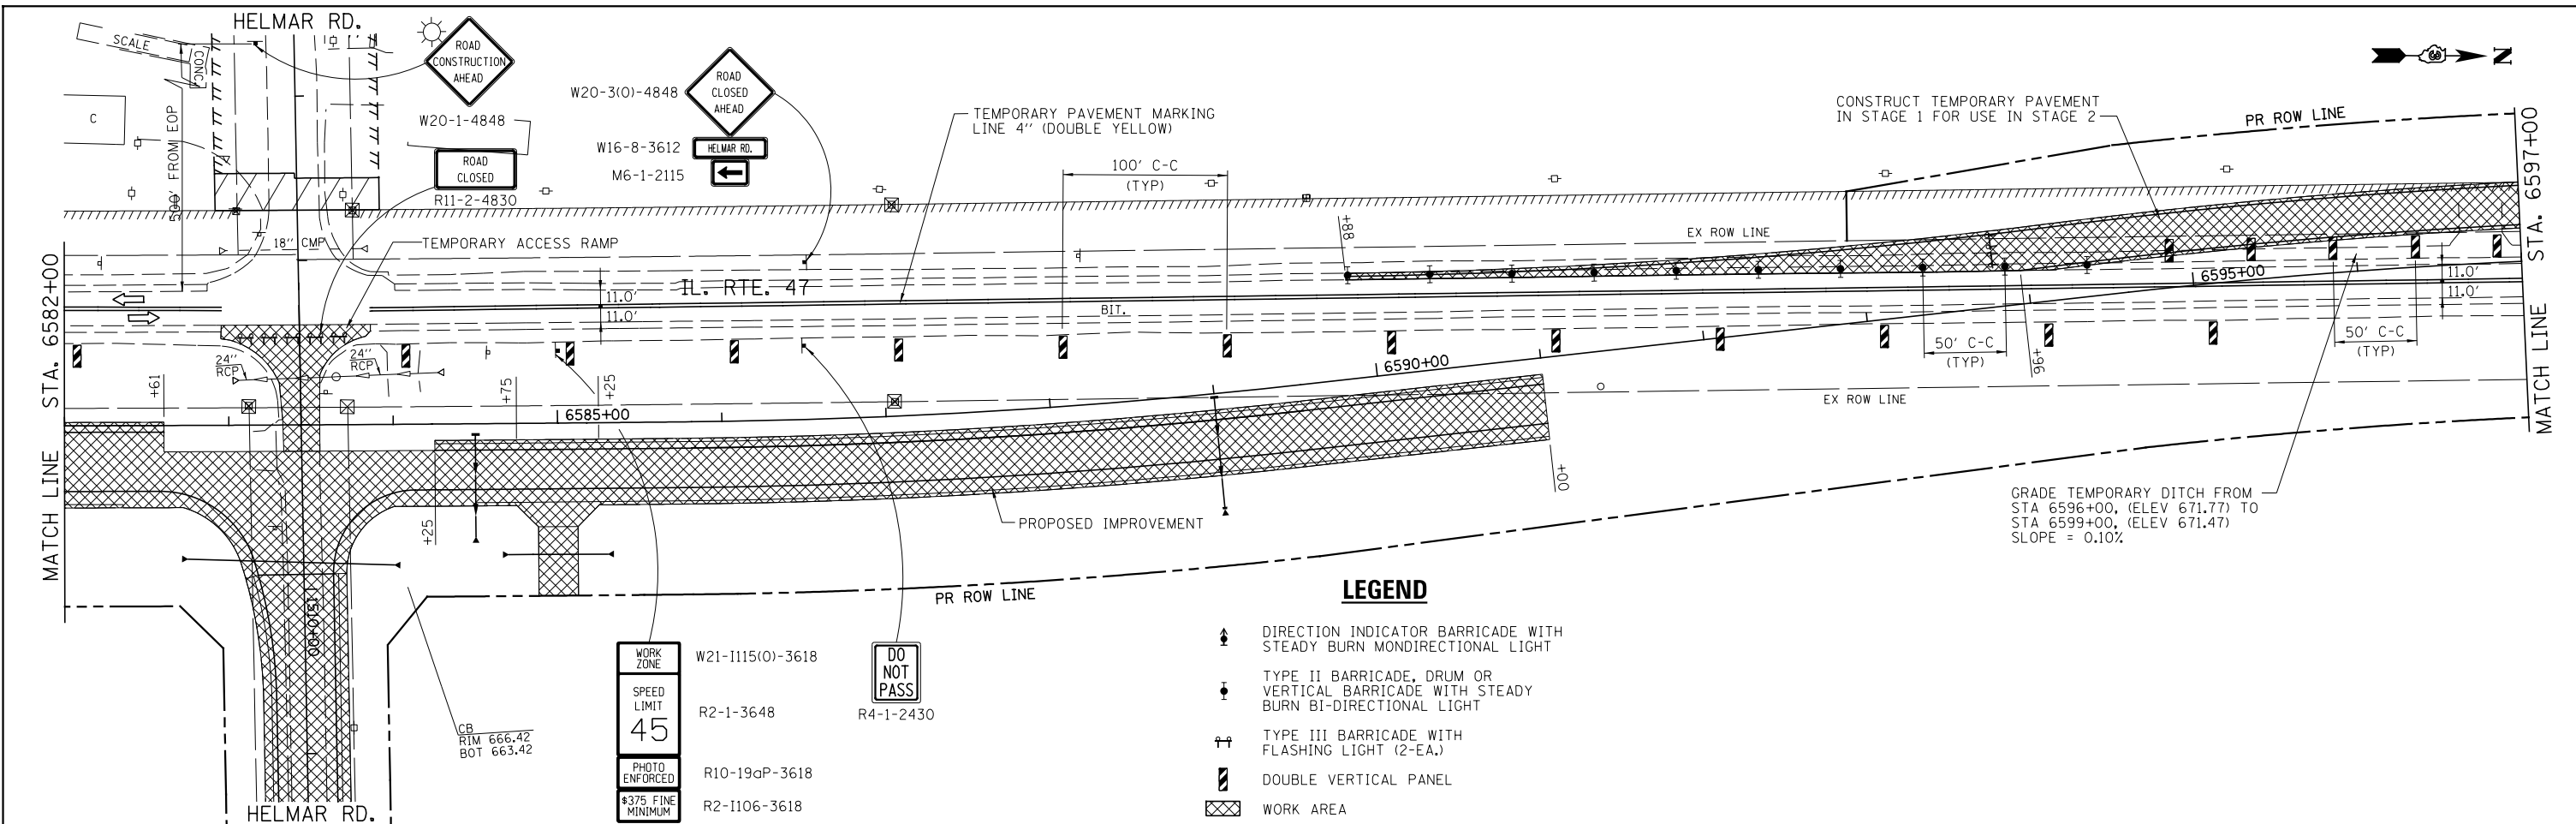 HELMAR RD.
SCALE
CONC
500' FROM EOP
C
ROAD
CONSTRUCTION
AHEAD
W20-1-4848
ROAD
CLOSED
R11-2-4830
W20-3(0)-4848
ROAD
CLOSED
AHEAD
W16-8-3612
HELMAR RD.
M6-1-2115
TEMPORARY PAVEMENT MARKING
LINE 4" (DOUBLE YELLOW)
100' C-C
(TYP)
CONSTRUCT TEMPORARY PAVEMENT
IN STAGE 1 FOR USE IN STAGE 2
PR ROW LINE
N
MATCH LINE STA. 6597+00
MATCH LINE STA. 6582+00
18" CMP
TEMPORARY ACCESS RAMP
IL. RTE. 47
11.0'
11.0'
BIT.
+88
EX ROW LINE
6595+00
11.0'
11.0'
24"
RCP
24"
RCP
+61
+75
+25
6585+00
6590+00
50' C-C
(TYP)
+96
50' C-C
(TYP)
EX ROW LINE
+00
+25
PROPOSED IMPROVEMENT
GRADE TEMPORARY DITCH FROM
STA 6596+00, (ELEV 671.77) TO
STA 6599+00, (ELEV 671.47)
SLOPE = 0.10%
PR ROW LINE
151+00
CB
RIM 666.42
BOT 663.42
HELMAR RD.
WORK
ZONE
W21-I115(0)-3618
SPEED
LIMIT
45
R2-1-3648
PHOTO
ENFORCED
R10-19aP-3618
$375 FINE
MINIMUM
R2-I106-3618
DO
NOT
PASS
R4-1-2430
LEGEND
DIRECTION INDICATOR BARRICADE WITH
STEADY BURN MONDIRECTIONAL LIGHT
TYPE II BARRICADE, DRUM OR
VERTICAL BARRICADE WITH STEADY
BURN BI-DIRECTIONAL LIGHT
TYPE III BARRICADE WITH
FLASHING LIGHT (2-EA.)
DOUBLE VERTICAL PANEL
WORK AREA